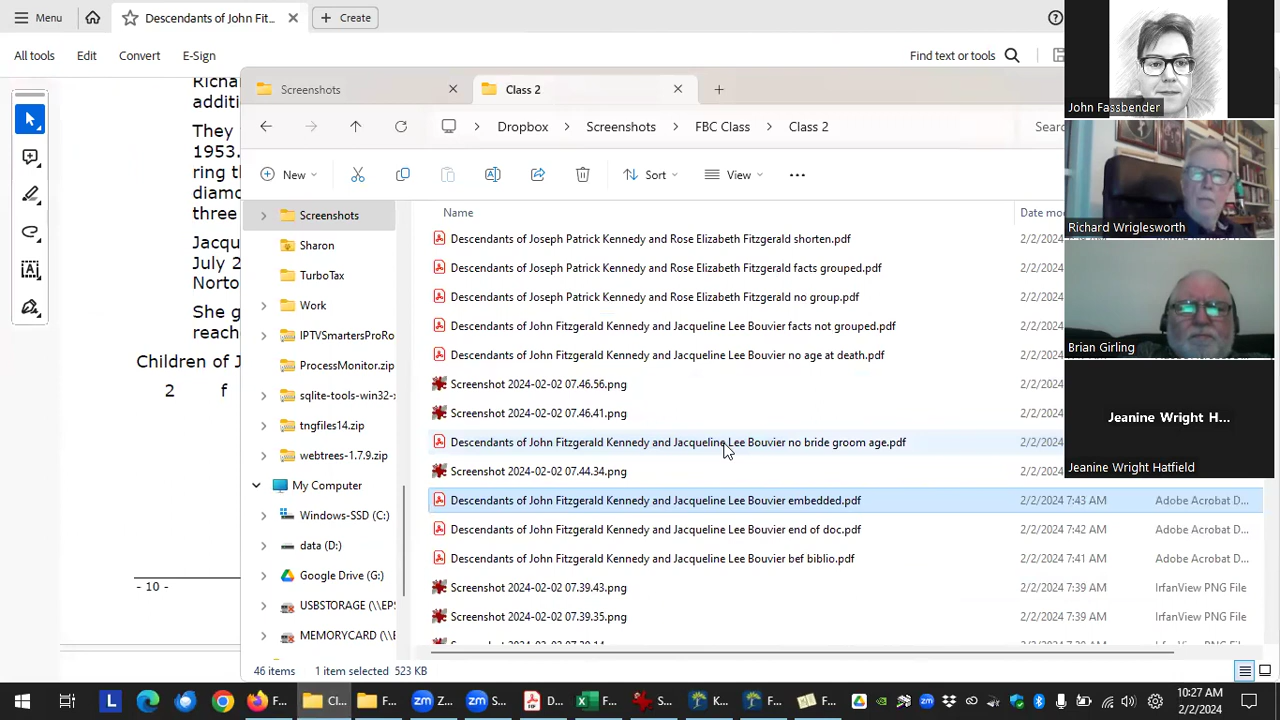 Menu
Descendants of John Fit...
Create
All tools
Edit
Convert
E-Sign
Find text or tools
Richa
additi
They
1953.
ring th
diamo
three
Jacqu
July 2
Norto
She g
reache
Children of J
2 f
- 10 -
Screenshots
Class 2
Dropbox
Screenshots
FBC Class
Class 2
Sear
New
Sort
View
Screenshots
Sharon
TurboTax
Work
IPTVSmartersProRo
ProcessMonitor.zip
sqlite-tools-win32-x
tngfiles14.zip
webtrees-1.7.9.zip
My Computer
Windows-SSD (C:)
data (D:)
Google Drive (G:)
USBSTORAGE (\\EPS
MEMORYCARD (\\E
Name
Date mo
Descendants of Joseph Patrick Kennedy and Rose Elizabeth Fitzgerald shorten.pdf 2/2/2024
Descendants of Joseph Patrick Kennedy and Rose Elizabeth Fitzgerald facts grouped.pdf 2/2/2024
Descendants of Joseph Patrick Kennedy and Rose Elizabeth Fitzgerald no group.pdf 2/2/2024
Descendants of John Fitzgerald Kennedy and Jacqueline Lee Bouvier facts not grouped.pdf 2/2/2024
Descendants of John Fitzgerald Kennedy and Jacqueline Lee Bouvier no age at death.pdf 2/2/2024
Screenshot 2024-02-02 07.46.56.png 2/2/2024
Screenshot 2024-02-02 07.46.41.png 2/2/2024
Descendants of John Fitzgerald Kennedy and Jacqueline Lee Bouvier no bride groom age.pdf 2/2/2024
Screenshot 2024-02-02 07.44.34.png 2/2/2024
Descendants of John Fitzgerald Kennedy and Jacqueline Lee Bouvier embedded.pdf 2/2/2024 7:43 AM Adobe Acrobat D...
Descendants of John Fitzgerald Kennedy and Jacqueline Lee Bouvier end of doc.pdf 2/2/2024 7:42 AM Adobe Acrobat D...
Descendants of John Fitzgerald Kennedy and Jacqueline Lee Bouvier bef biblio.pdf 2/2/2024 7:41 AM Adobe Acrobat D...
Screenshot 2024-02-02 07.39.43.png 2/2/2024 7:39 AM IrfanView PNG File
Screenshot 2024-02-02 07.39.35.png 2/2/2024 7:39 AM IrfanView PNG File
46 items
1 item selected 523 KB
John Fassbender
Richard Wriglesworth
Brian Girling
Jeanine Wright H...
Jeanine Wright Hatfield
F...
Cl...
F...
Z...
S...
D...
F...
S...
K...
F...
F...
10:27 AM
2/2/2024